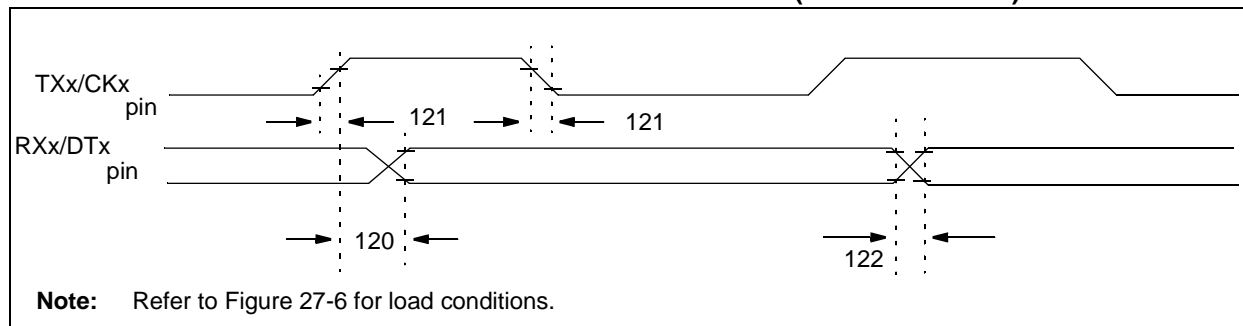 TXx/CKx
pin
121
121
RXx/DTx
pin
120
122
Note: Refer to Figure 27-6 for load conditions.